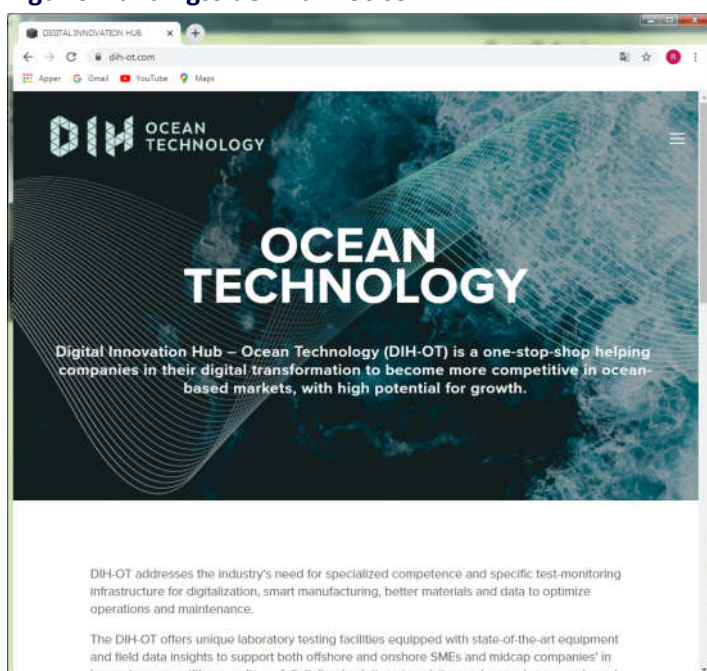 DIGITAL INNOVATION HUB
dih-ot.com
R
Apper G Gmail YouTube Maps
DIH OCEAN
TECHNOLOGY
OCEAN
TECHNOLOGY
Digital Innovation Hub – Ocean Technology (DIH-OT) is a one-stop-shop helping
companies in their digital transformation to become more competitive in ocean-
based markets, with high potential for growth.
DIH-OT addresses the industry's need for specialized competence and specific test-monitoring
infrastructure for digitalization, smart manufacturing, better materials and data to optimize
operations and maintenance.
The DIH-OT offers unique laboratory testing facilities equipped with state-of-the-art equipment
and field data insights to support both offshore and onshore SMEs and midcap companies' in